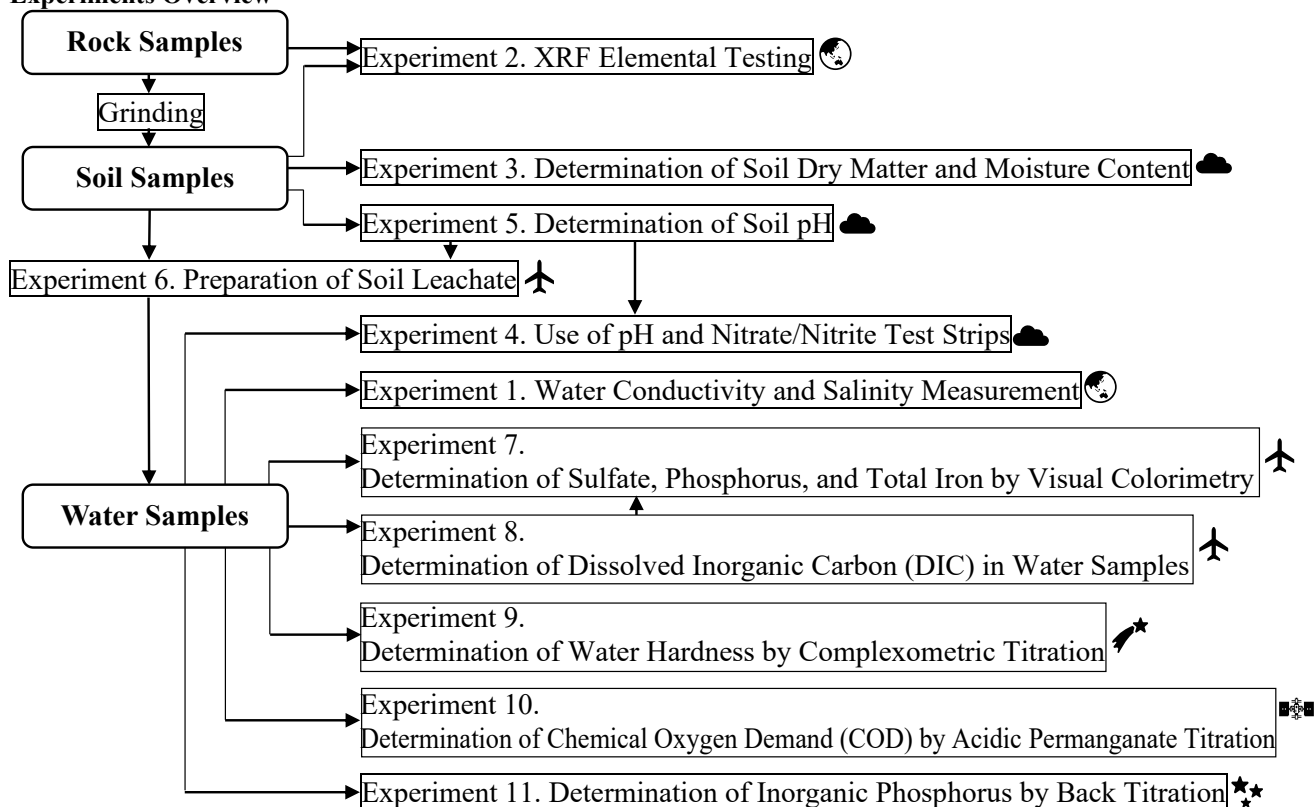 Experiments Overview
Rock Samples
Experiment 2. XRF Elemental Testing
Grinding
Soil Samples
Experiment 3. Determination of Soil Dry Matter and Moisture Content
Experiment 5. Determination of Soil pH
Experiment 6. Preparation of Soil Leachate
Experiment 4. Use of pH and Nitrate/Nitrite Test Strips
Experiment 1. Water Conductivity and Salinity Measurement
Experiment 7.
Determination of Sulfate, Phosphorus, and Total Iron by Visual Colorimetry
Water Samples
Experiment 8.
Determination of Dissolved Inorganic Carbon (DIC) in Water Samples
Experiment 9.
Determination of Water Hardness by Complexometric Titration
Experiment 10.
Determination of Chemical Oxygen Demand (COD) by Acidic Permanganate Titration
Experiment 11. Determination of Inorganic Phosphorus by Back Titration